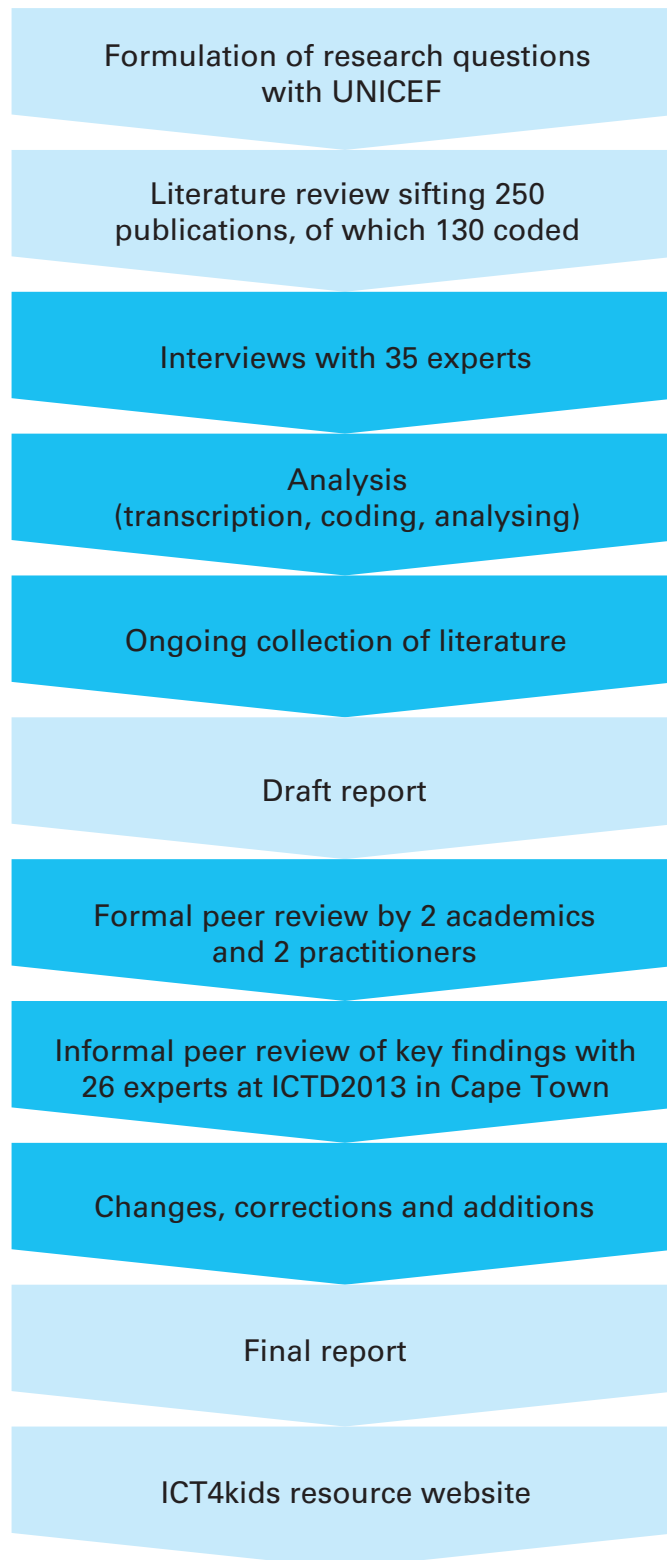 Formulation of research questions
with UNICEF
Literature review sifting 250
publications, of which 130 coded
Interviews with 35 experts
Analysis
(transcription, coding, analysing)
Ongoing collection of literature
Draft report
Formal peer review by 2 academics
and 2 practitioners
Informal peer review of key findings with
26 experts at ICTD2013 in Cape Town
Changes, corrections and additions
Final report
ICT4kids resource website